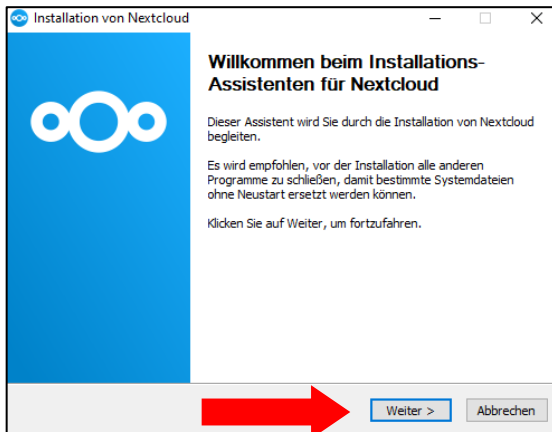 Installation von Nextcloud
Willkommen beim Installations-
Assistenten für Nextcloud
Dieser Assistent wird Sie durch die Installation von Nextcloud
begleiten.
Es wird empfohlen, vor der Installation alle anderen
Programme zu schließen, damit bestimmte Systemdateien
ohne Neustart ersetzt werden können.
Klicken Sie auf Weiter, um fortzufahren.
Weiter >
Abbrechen